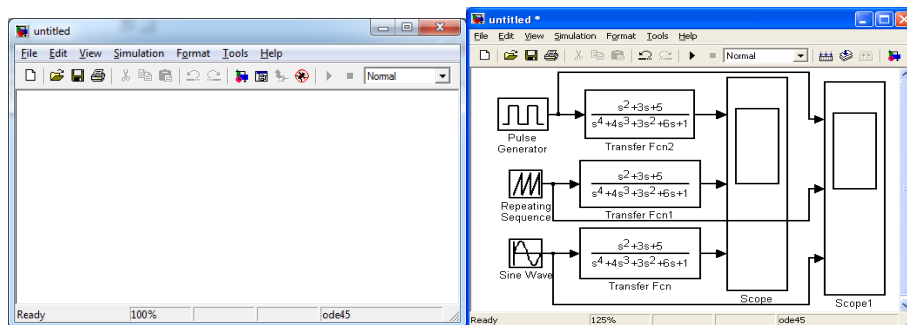 untitled
File Edit View Simulation Format Tools Help
Normal
Ready 100% ode45
untitled *
File Edit View Simulation Format Tools Help
Normal
s²+3s+5
s⁴+4s³+3s²+6s+1
Pulse
Generator
Transfer Fcn2
s²+3s+5
s⁴+4s³+3s²+6s+1
Repeating
Sequence
Transfer Fcn1
s²+3s+5
s⁴+4s³+3s²+6s+1
Sine Wave
Transfer Fcn
Scope
Scope1
Ready 125% ode45